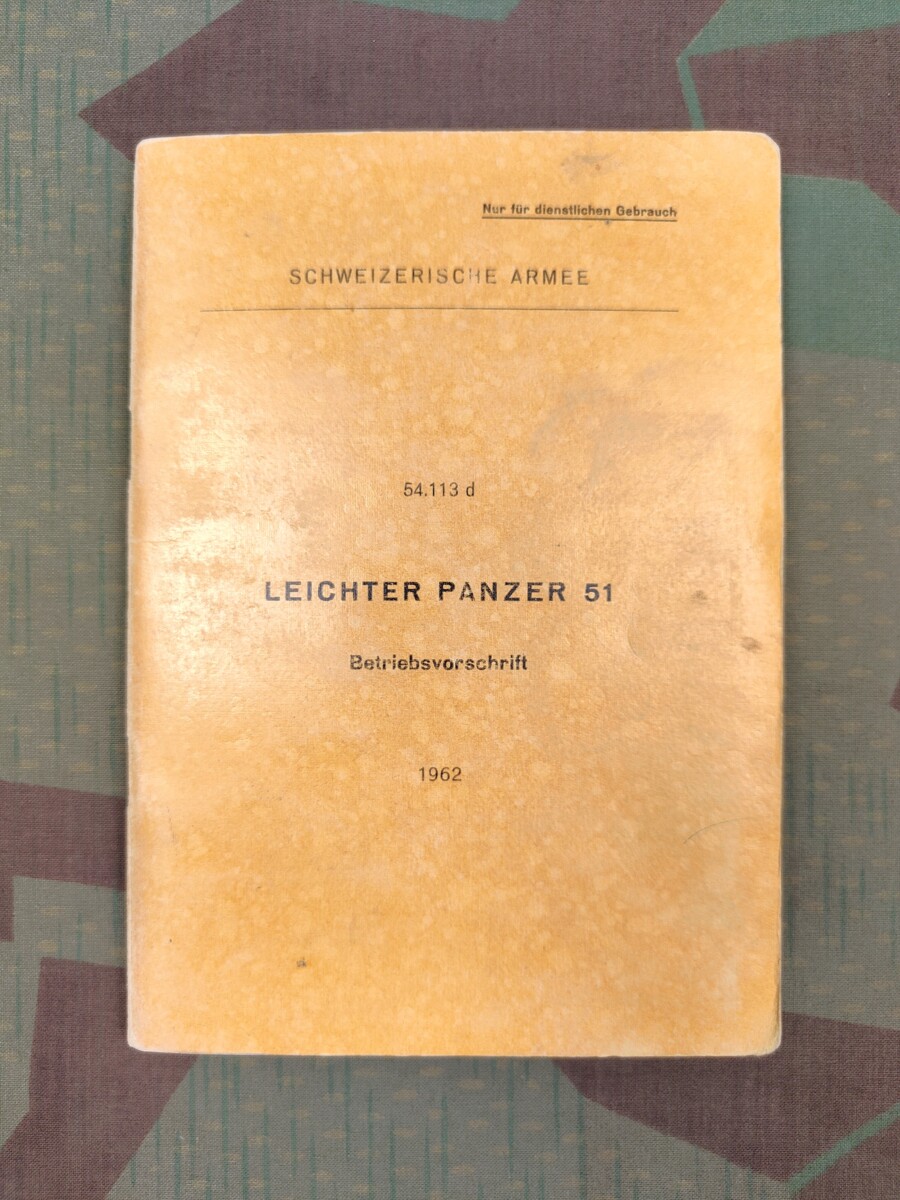 Nur für dienstlichen Gebrauch
SCHWEIZERISCHE ARMEE
54.113 d
LEICHTER PANZER 51
Betriebsvorschrift
1962